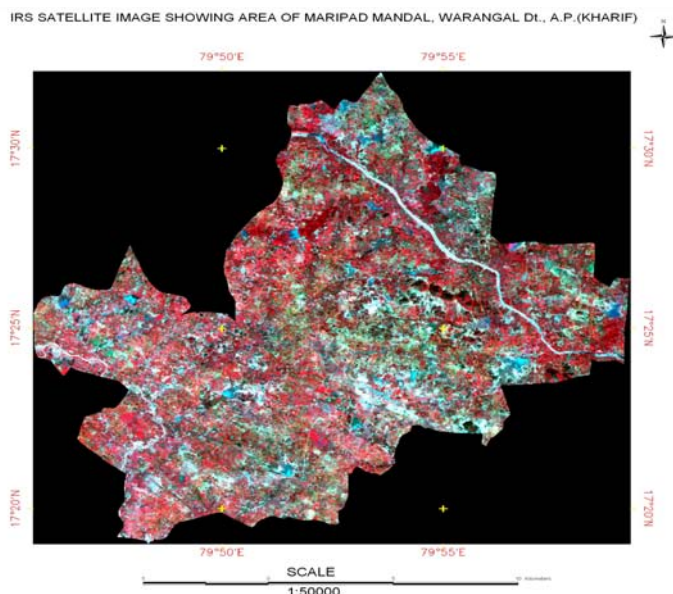 IRS SATELLITE IMAGE SHOWING AREA OF MARIPAD MANDAL, WARANGAL Dt., A.P.(KHARIF)
N
79°50'E 79°55'E
17°30'N 17°30'N
17°25'N 17°25'N
17°20'N 17°20'N
79°50'E 79°55'E
SCALE
1:50000